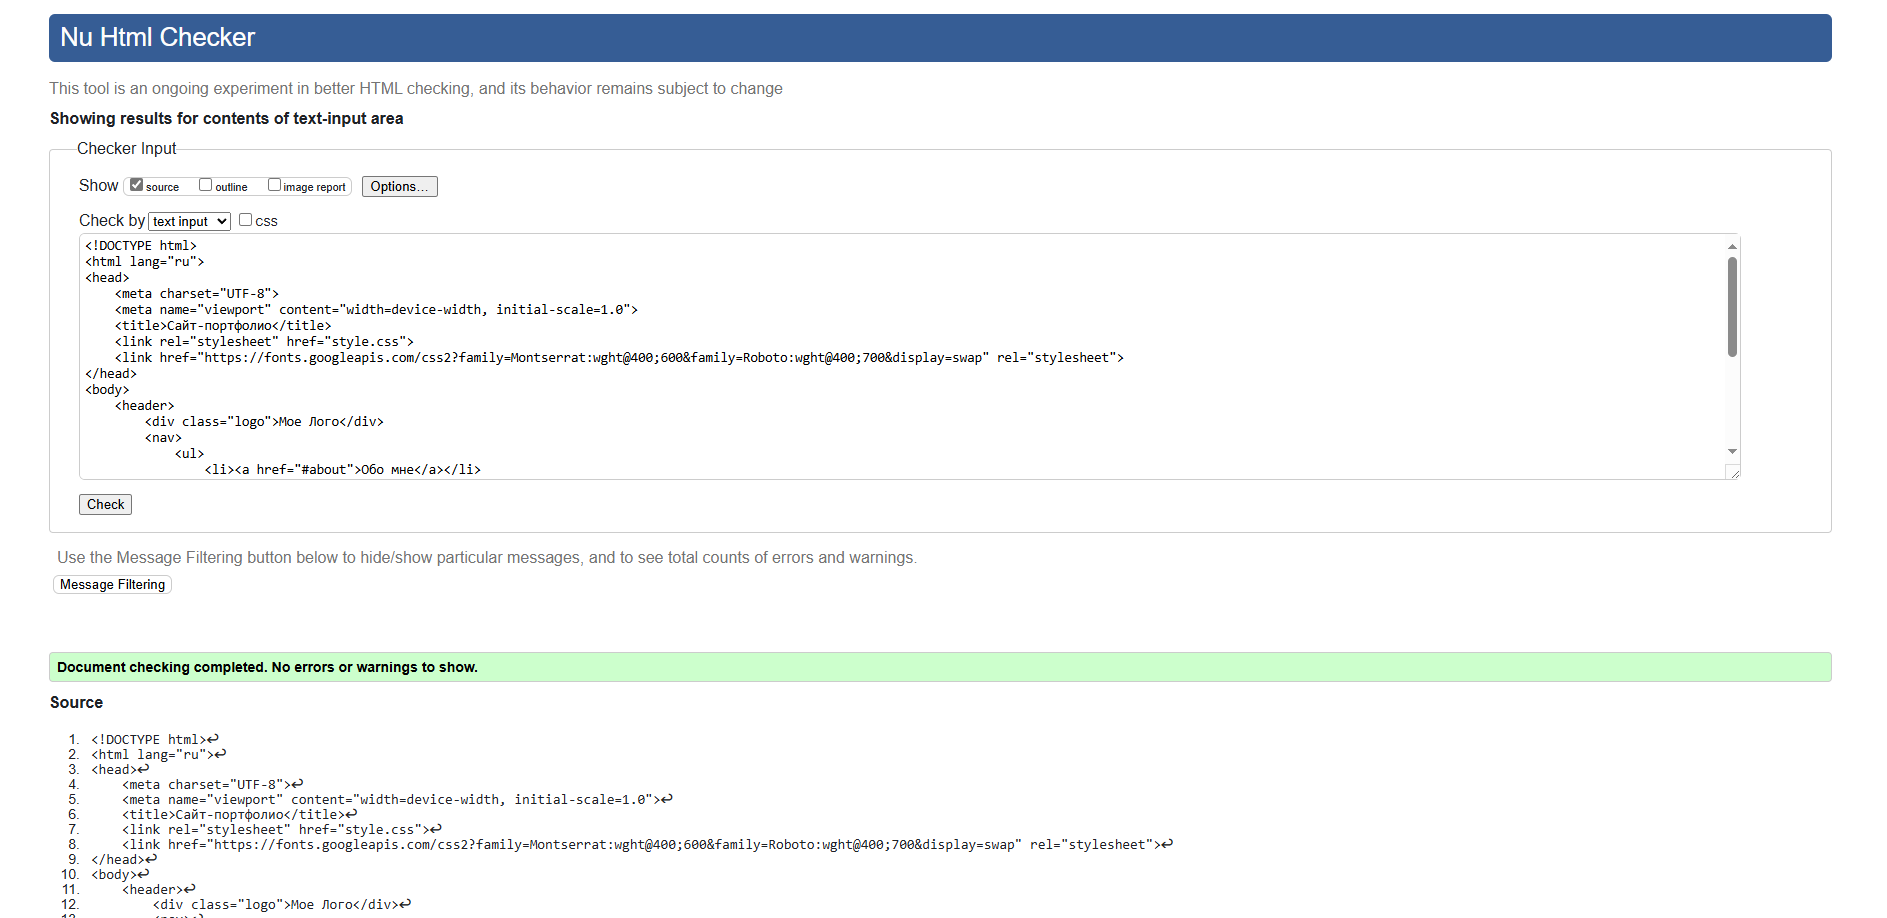 Nu Html Checker
This tool is an ongoing experiment in better HTML checking, and its behavior remains subject to change
Showing results for contents of text-input area
Checker Input
Show source outline image report Options...
Check by text input css
<!DOCTYPE html>
<html lang="ru">
<head>
    <meta charset="UTF-8">
    <meta name="viewport" content="width=device-width, initial-scale=1.0">
    <title>Сайт-портфолио</title>
    <link rel="stylesheet" href="style.css">
    <link href="https://fonts.googleapis.com/css2?family=Montserrat:wght@400;600&family=Roboto:wght@400;700&display=swap" rel="stylesheet">
</head>
<body>
    <header>
        <div class="logo">Мое Лого</div>
        <nav>
            <ul>
                <li><a href="#about">Обо мне</a></li>
Check
Use the Message Filtering button below to hide/show particular messages, and to see total counts of errors and warnings.
Message Filtering
Document checking completed. No errors or warnings to show.
Source
1. <!DOCTYPE html>↩
2. <html lang="ru">↩
3. <head>↩
4.     <meta charset="UTF-8">↩
5.     <meta name="viewport" content="width=device-width, initial-scale=1.0">↩
6.     <title>Сайт-портфолио</title>↩
7.     <link rel="stylesheet" href="style.css">↩
8.     <link href="https://fonts.googleapis.com/css2?family=Montserrat:wght@400;600&family=Roboto:wght@400;700&display=swap" rel="stylesheet">↩
9. </head>↩
10. <body>↩
11.     <header>↩
12.         <div class="logo">Мое Лого</div>↩